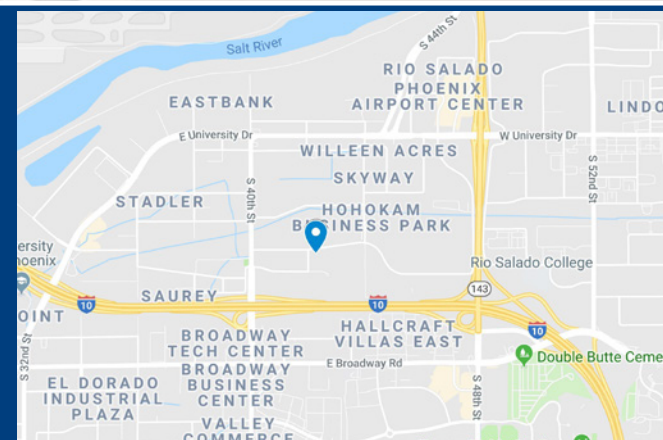 S 44th St
Salt River
RIO SALADO
PHOENIX
AIRPORT CENTER
EASTBANK
LINDO
E University Dr
W University Dr
WILLEEN ACRES
SKYWAY
S 52nd St
S 40th St
STADLER
HOHOKAM
BUSINESS PARK
ersity
hoenix
Rio Salado College
143
SAUREY
10
10
10
OINT
HALLCRAFT
VILLAS EAST
BROADWAY
TECH CENTER
E Broadway Rd
Double Butte Ceme
S 32nd St
BROADWAY
BUSINESS
CENTER
EL DORADO
INDUSTRIAL
PLAZA
S 48th St
VALLEY
COMMERCE